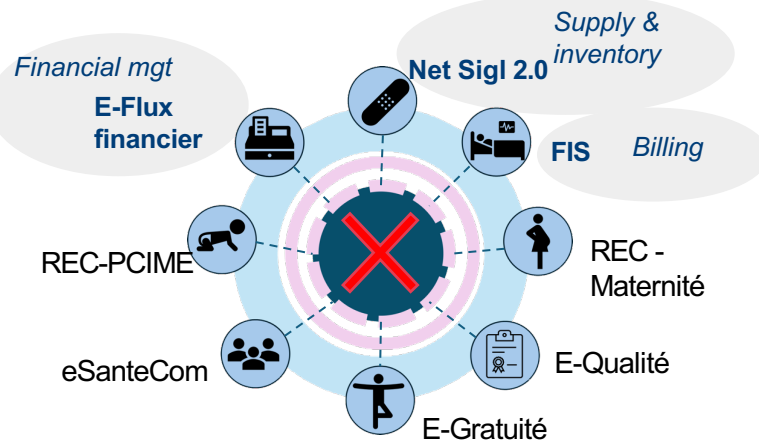 Supply &
inventory
Net Sigl 2.0
Financial mgt
E-Flux
financier
FIS
Billing
REC-PCIME
REC -
Maternité
eSanteCom
E-Qualité
E-Gratuité